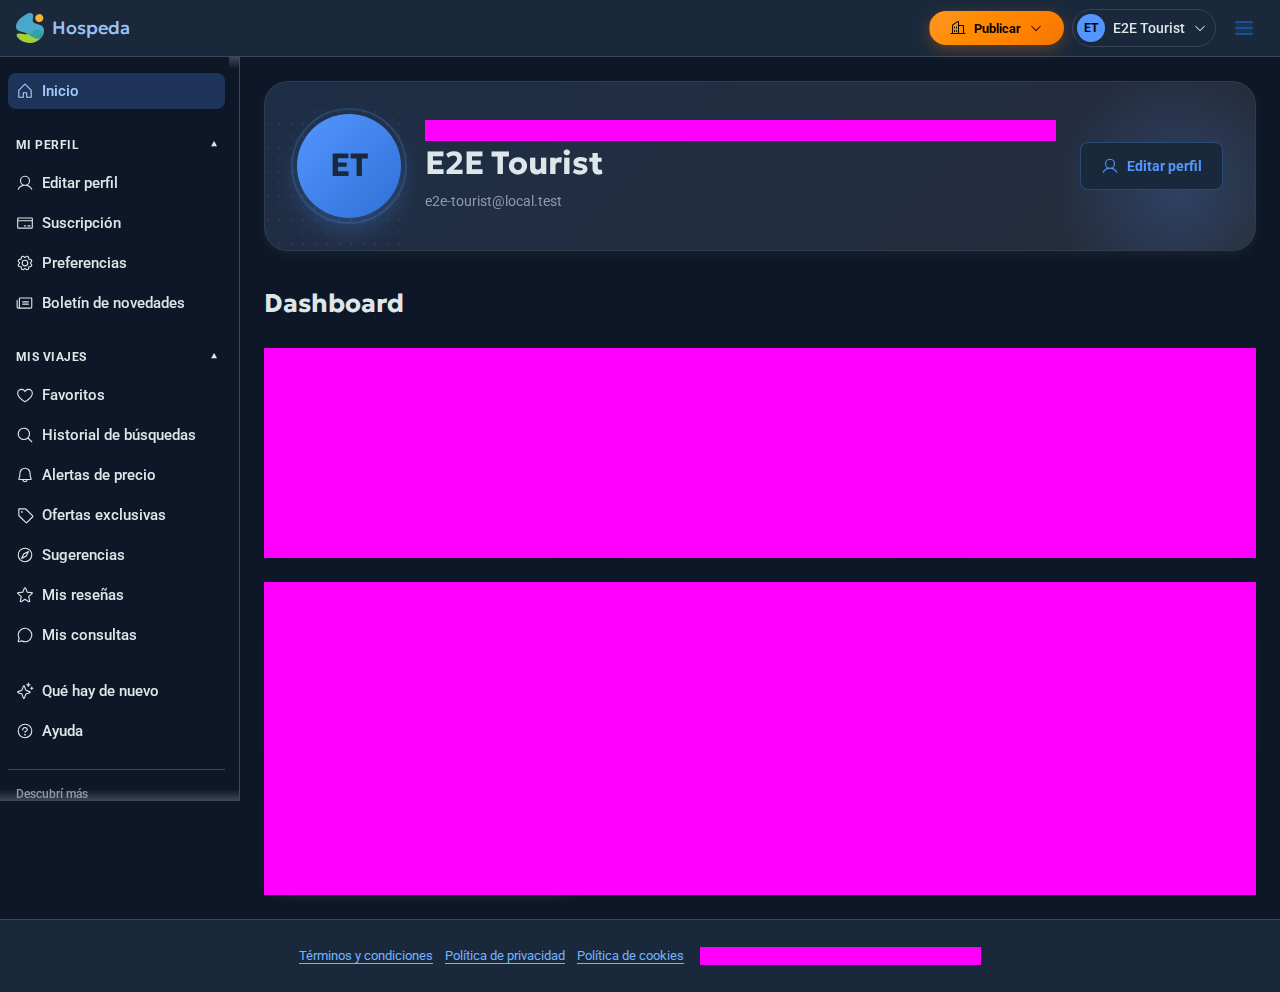 Hospeda
Publicar
ET
E2E Tourist
Inicio
MI PERFIL
Editar perfil
Suscripción
Preferencias
Boletín de novedades
MIS VIAJES
Favoritos
Historial de búsquedas
Alertas de precio
Ofertas exclusivas
Sugerencias
Mis reseñas
Mis consultas
Qué hay de nuevo
Ayuda
Descubrí más
ET
E2E Tourist
e2e-tourist@local.test
Editar perfil
Dashboard
Términos y condiciones Política de privacidad Política de cookies